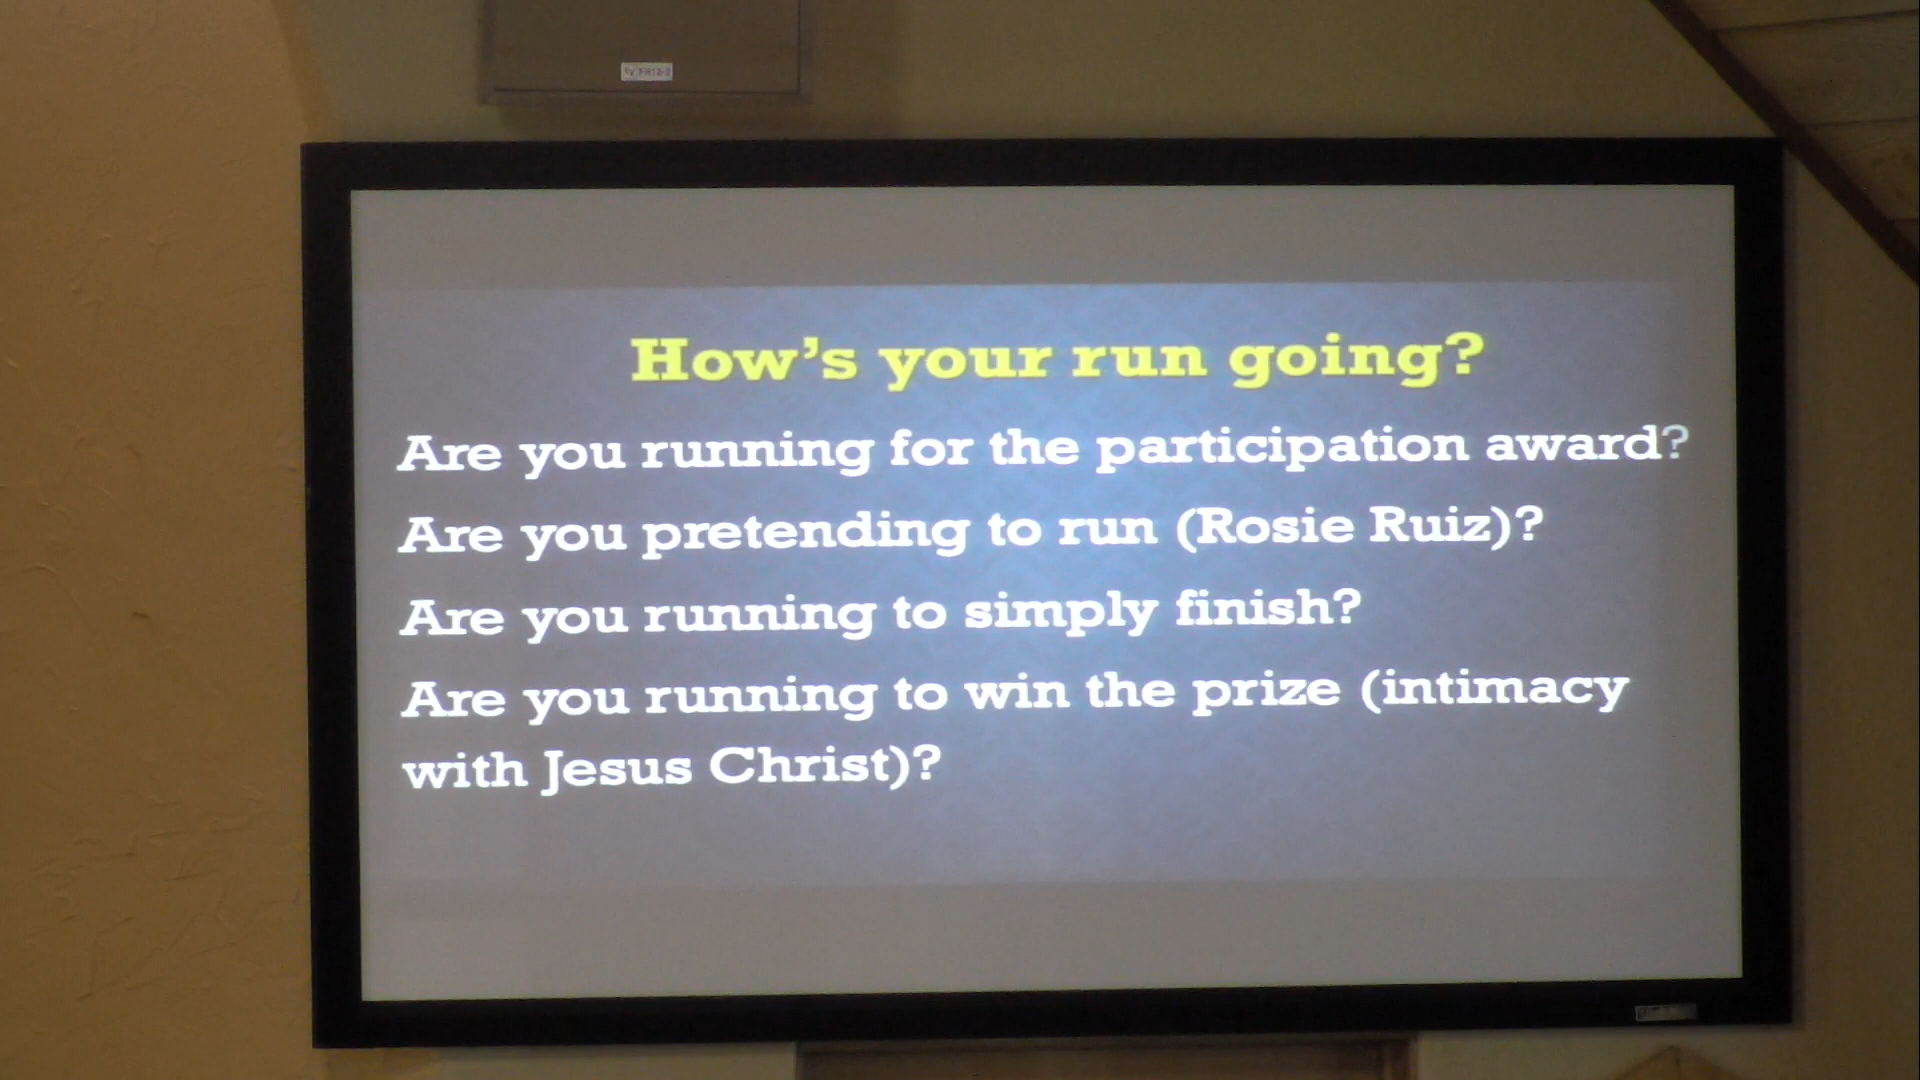 How's your run going?
Are you running for the participation award?
Are you pretending to run (Rosie Ruiz)?
Are you running to simply finish?
Are you running to win the prize (intimacy
with Jesus Christ)?